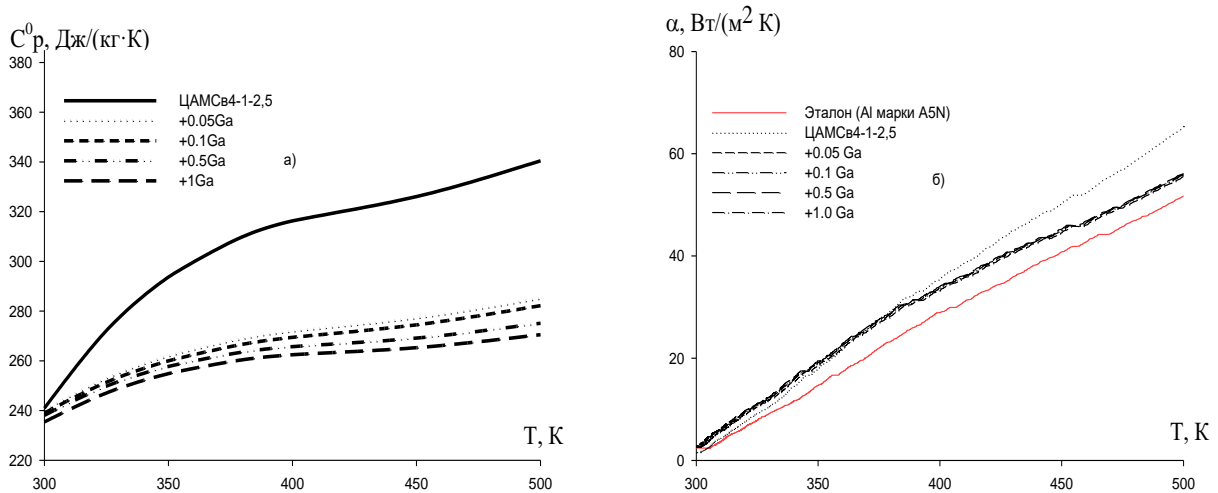 C⁰p, Дж/(кг·К)
380
360
340
320
300
280
260
240
220
300
350
400
450
500
ЦАМСв4-1-2,5
+0.05Ga
+0.1Ga
+0.5Ga
+1Ga
а)
Т, К
α, Вт/(м² К)
80
60
40
20
0
300
350
400
450
500
Эталон (Al марки A5N)
ЦАМСв4-1-2,5
+0.05 Ga
+0.1 Ga
+0.5 Ga
+1.0 Ga
б)
Т, К